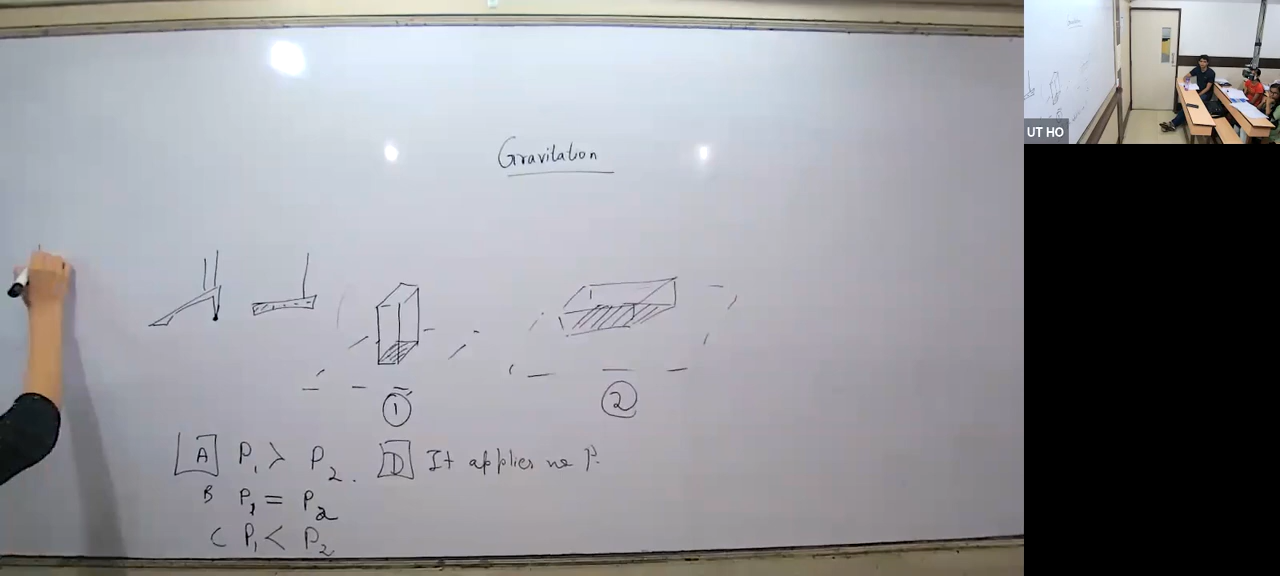 Gravitation
1
2
A P₁ > P₂. D It applies no P.
B P₁ = P₂
C P₁ < P₂
UT HO